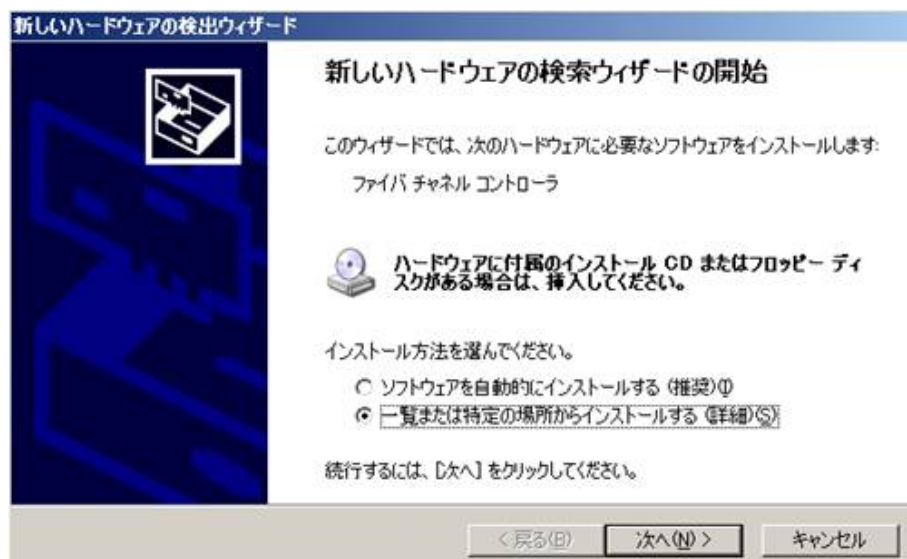 新しいハードウェアの検出ウィザード
新しいハードウェアの検索ウィザードの開始
このウィザードでは、次のハードウェアに必要なソフトウェアをインストールします:
ファイバ チャネル コントローラ
ハードウェアに付属のインストール CD またはフロッピー ディ
スクがある場合は、挿入してください。
インストール方法を選んでください。
ソフトウェアを自動的にインストールする (推奨)(I)
一覧または特定の場所からインストールする (詳細)(S)
続行するには、[次へ] をクリックしてください。
< 戻る(B) 次へ(N) > キャンセル